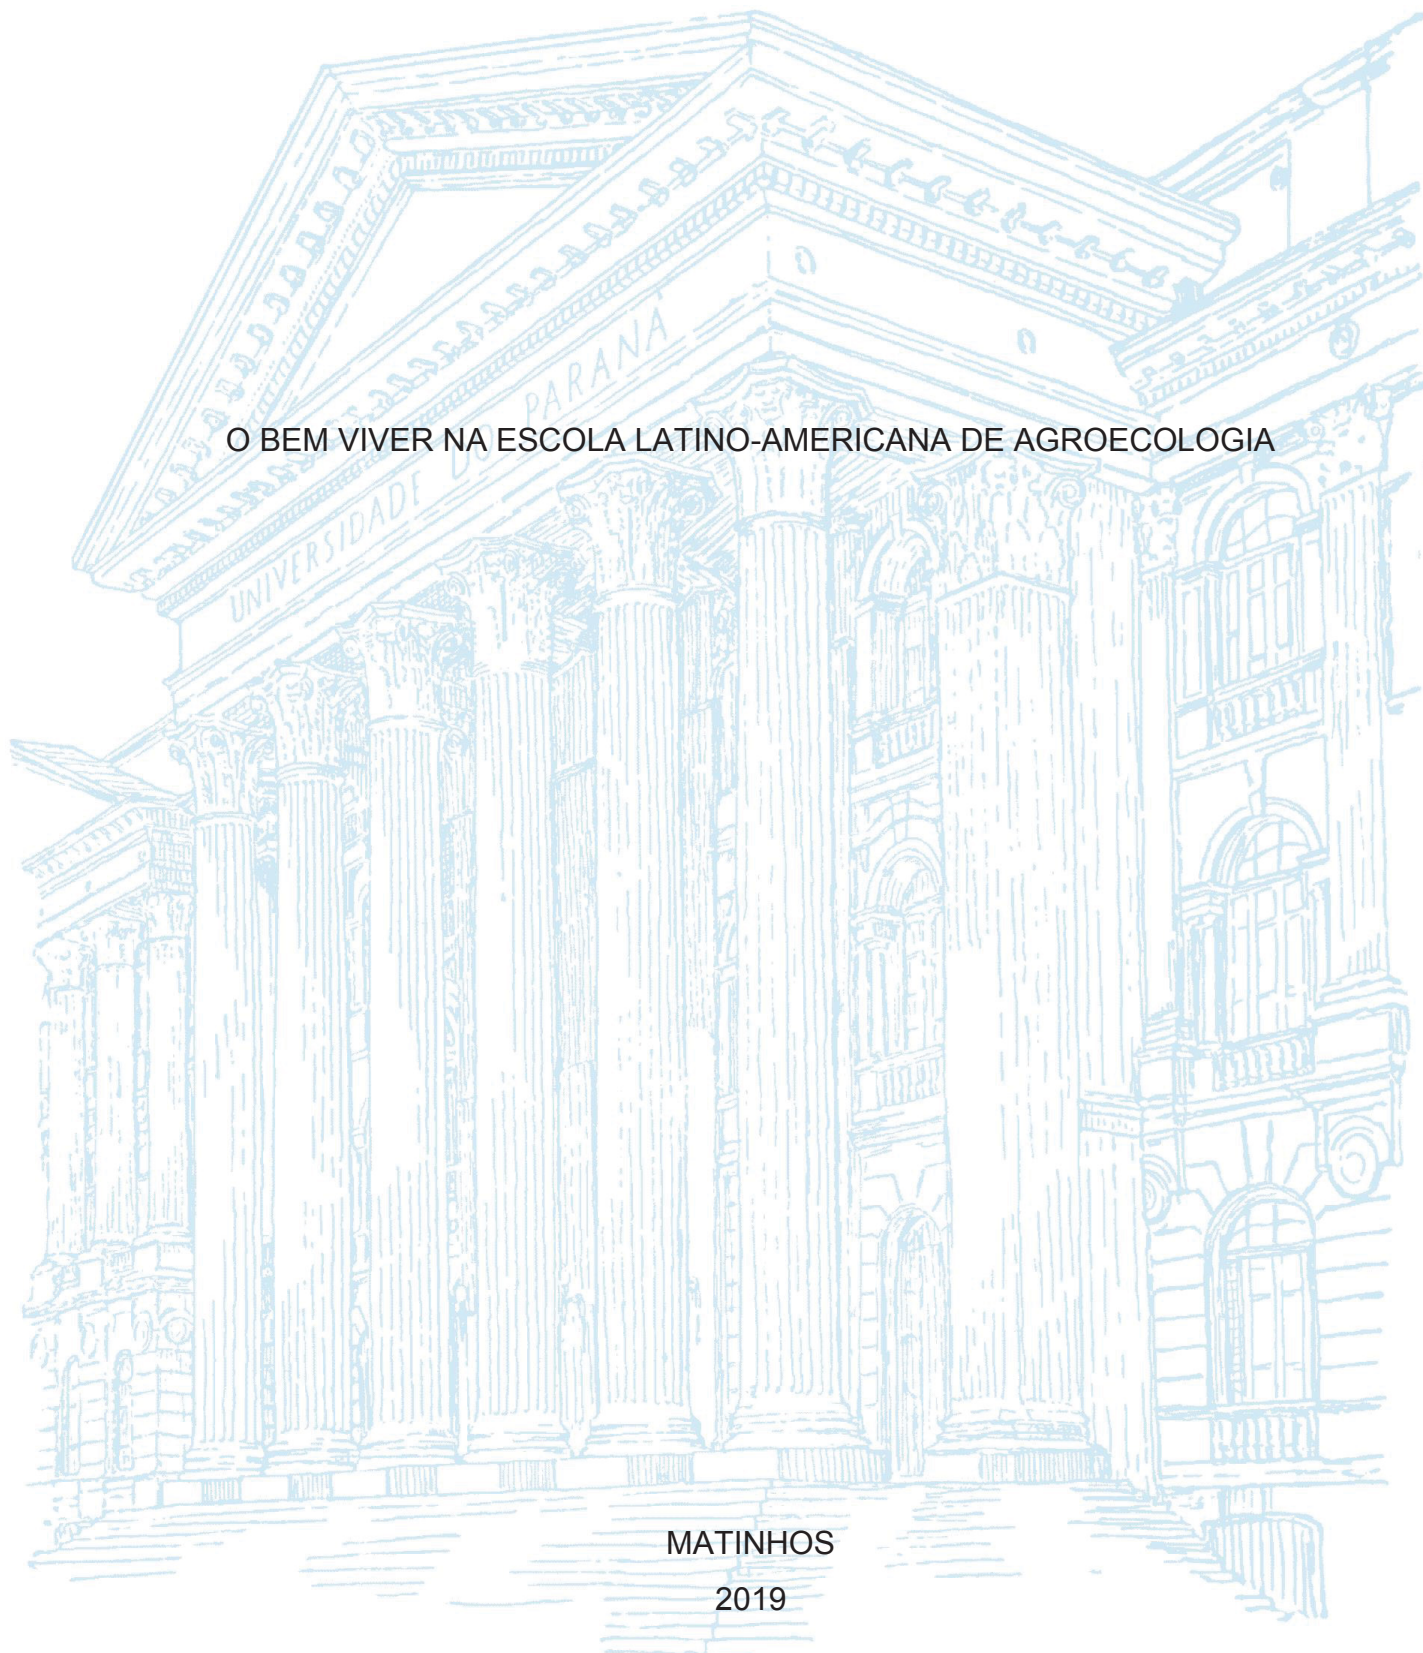 UNIVERSIDADE DO PARANÁ
O BEM VIVER NA ESCOLA LATINO-AMERICANA DE AGROECOLOGIA
MATINHOS
2019